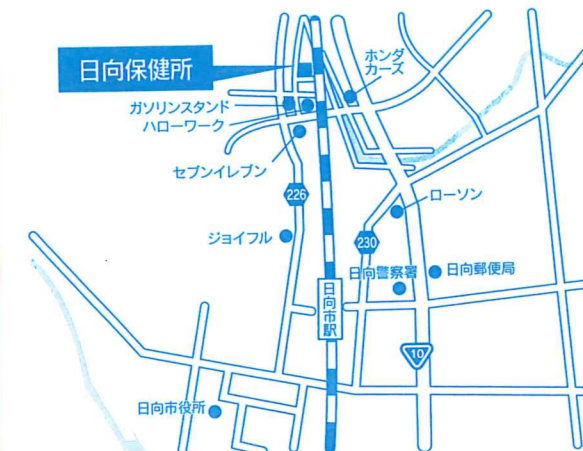 日向保健所
ホンダ
カーズ
ガソリンスタンド
ハローワーク
セブンイレブン
226
ローソン
ジョイフル
230
日向警察署
日向郵便局
日向市駅
10
日向市役所